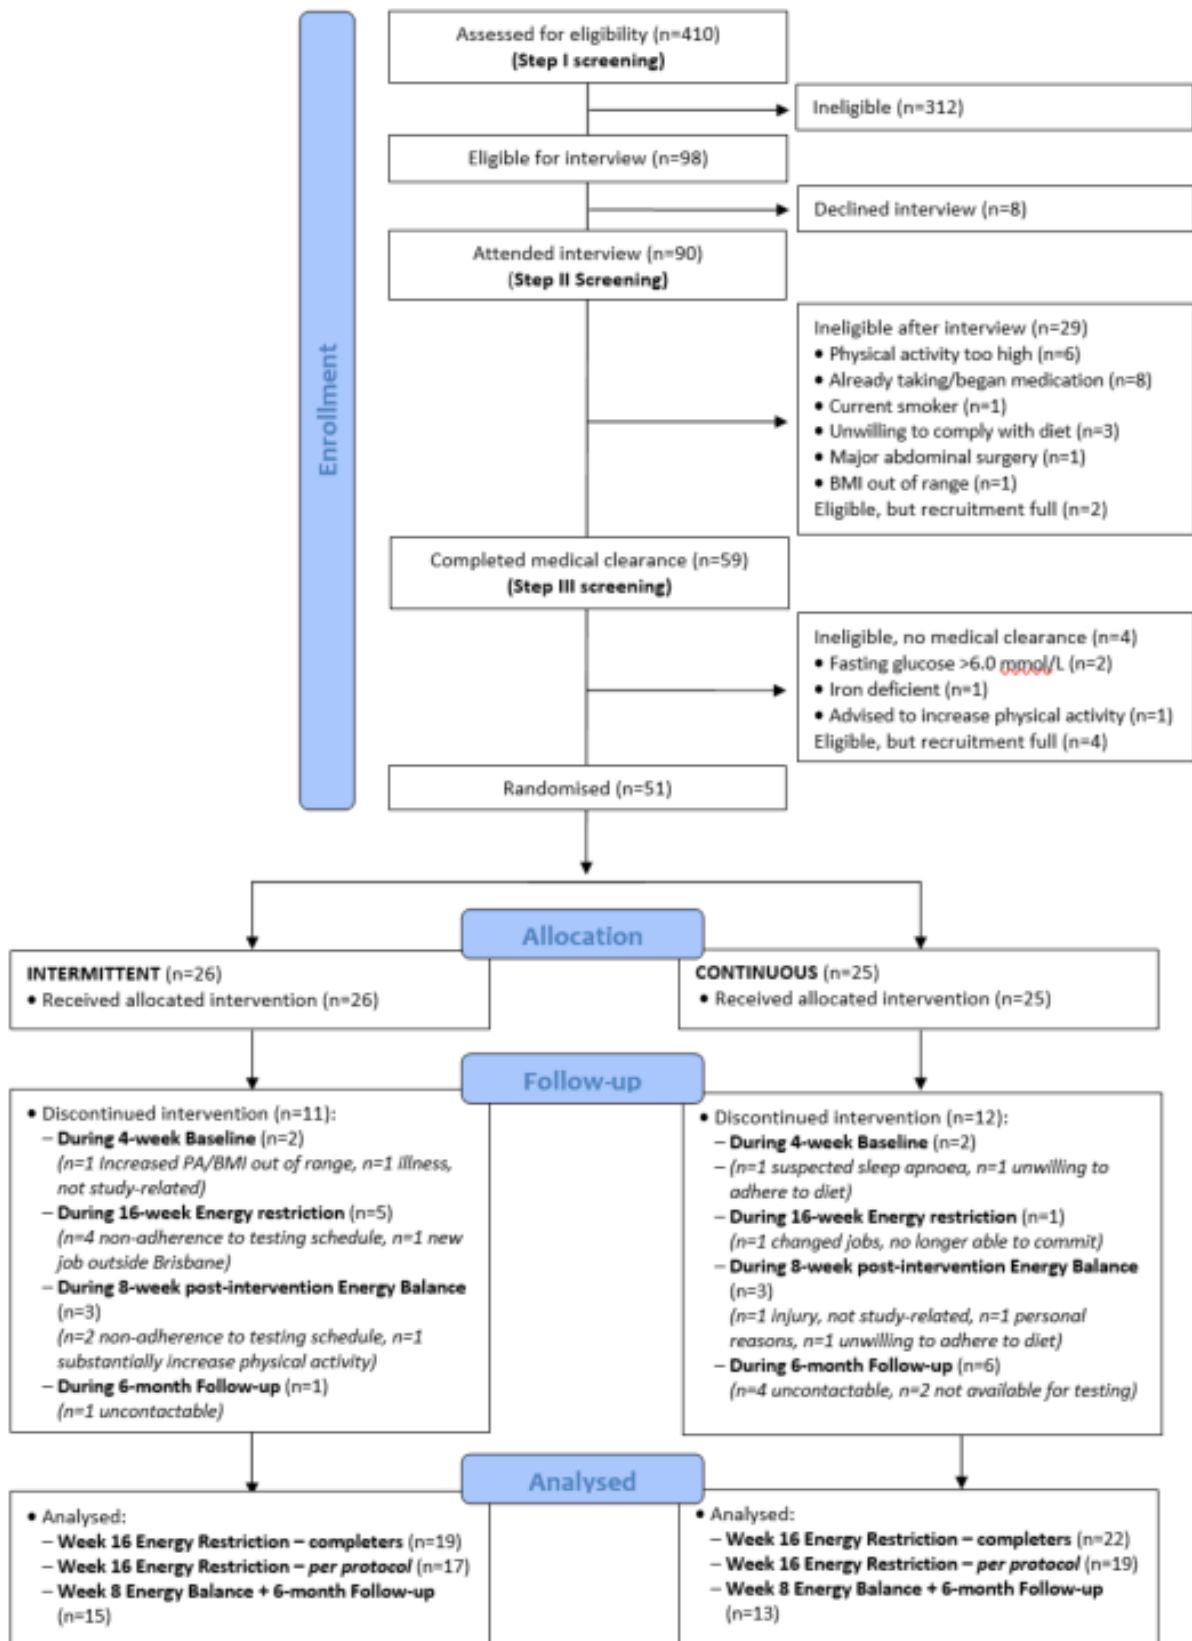 Assessed for eligibility (n=410)
(Step I screening)
Ineligible (n=312)
Eligible for interview (n=98)
Declined interview (n=8)
Attended interview (n=90)
(Step II Screening)
Enrollment
Ineligible after interview (n=29)
• Physical activity too high (n=6)
• Already taking/began medication (n=8)
• Current smoker (n=1)
• Unwilling to comply with diet (n=3)
• Major abdominal surgery (n=1)
• BMI out of range (n=1)
Eligible, but recruitment full (n=2)
Completed medical clearance (n=59)
(Step III screening)
Ineligible, no medical clearance (n=4)
• Fasting glucose >6.0 mmol/L (n=2)
• Iron deficient (n=1)
• Advised to increase physical activity (n=1)
Eligible, but recruitment full (n=4)
Randomised (n=51)
Allocation
INTERMITTENT (n=26)
• Received allocated intervention (n=26)
CONTINUOUS (n=25)
• Received allocated intervention (n=25)
Follow-up
• Discontinued intervention (n=11):
– During 4-week Baseline (n=2)
(n=1 Increased PA/BMI out of range, n=1 illness,
not study-related)
– During 16-week Energy restriction (n=5)
(n=4 non-adherence to testing schedule, n=1 new
job outside Brisbane)
– During 8-week post-intervention Energy Balance
(n=3)
(n=2 non-adherence to testing schedule, n=1
substantially increase physical activity)
– During 6-month Follow-up (n=1)
(n=1 uncontactable)
• Discontinued intervention (n=12):
– During 4-week Baseline (n=2)
– (n=1 suspected sleep apnoea, n=1 unwilling to
adhere to diet)
– During 16-week Energy restriction (n=1)
(n=1 changed jobs, no longer able to commit)
– During 8-week post-intervention Energy Balance
(n=3)
(n=1 injury, not study-related, n=1 personal
reasons, n=1 unwilling to adhere to diet)
– During 6-month Follow-up (n=6)
(n=4 uncontactable, n=2 not available for testing)
Analysed
• Analysed:
– Week 16 Energy Restriction – completers (n=19)
– Week 16 Energy Restriction – per protocol (n=17)
– Week 8 Energy Balance + 6-month Follow-up
(n=15)
• Analysed:
– Week 16 Energy Restriction – completers (n=22)
– Week 16 Energy Restriction – per protocol (n=19)
– Week 8 Energy Balance + 6-month Follow-up
(n=13)